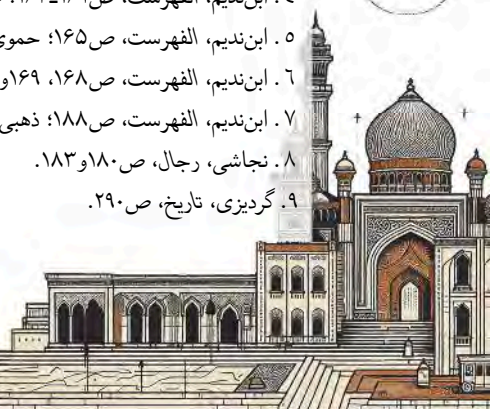 ۵. ابن‌ندیم، الفهرست، ص۱۶۵؛ حموی
۶. ابن‌ندیم، الفهرست، ص۱۶۸، ۱۶۹و
۷. ابن‌ندیم، الفهرست، ص۱۸۸؛ ذهبی
۸. نجاشی، رجال، ص۱۸۰و۱۸۳.
۹. گردیزی، تاریخ، ص۲۹۰.